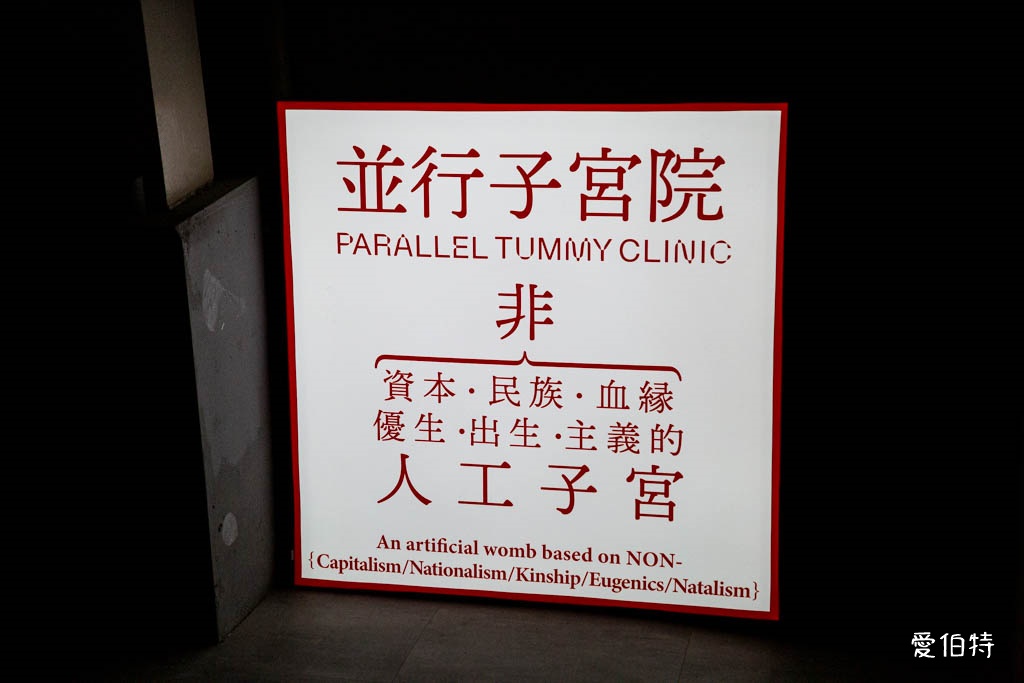 並行子宮院
PARALLEL TUMMY CLINIC
非
資本・民族・血縁
優生・出生・主義的
人工子宮
An artificial womb based on NON-
{Capitalism/Nationalism/Kinship/Eugenics/Natalism}
愛伯特